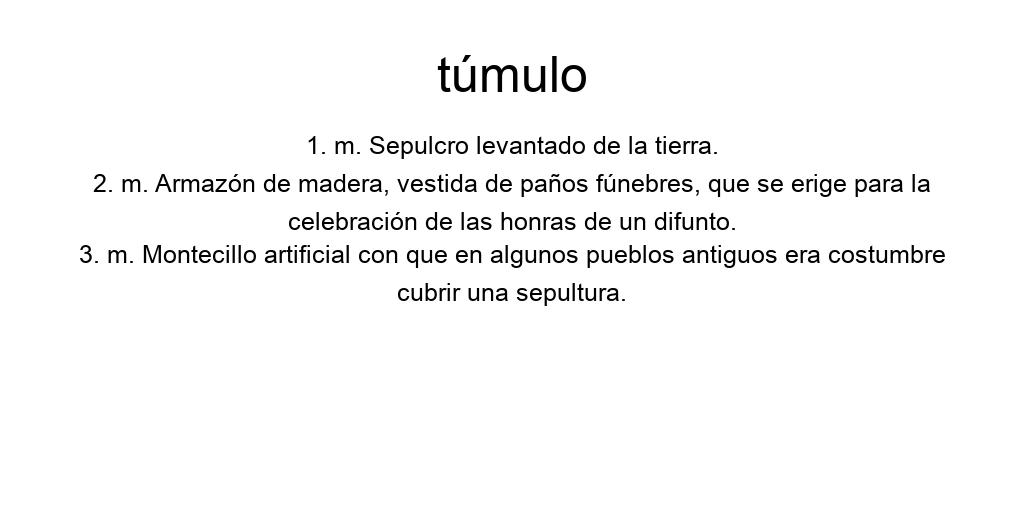 túmulo
1. m. Sepulcro levantado de la tierra.
2. m. Armazón de madera, vestida de paños fúnebres, que se erige para la
celebración de las honras de un difunto.
3. m. Montecillo artificial con que en algunos pueblos antiguos era costumbre
cubrir una sepultura.